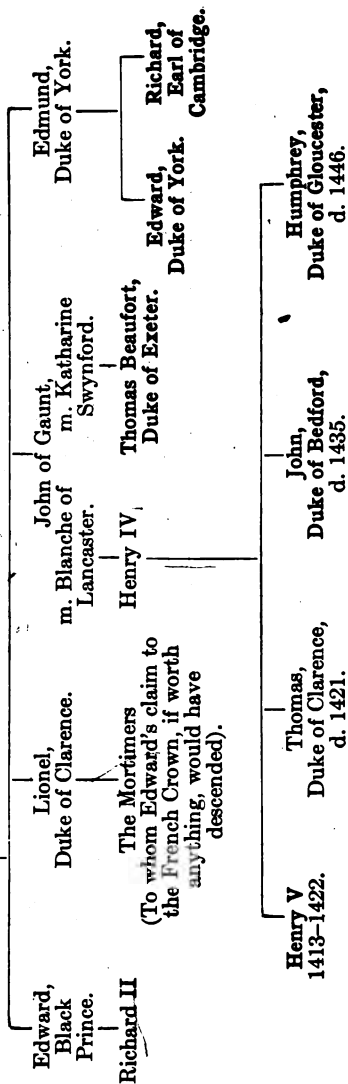 Edward,
Black
Prince.
Richard II
Lionel,
Duke of Clarence.
The Mortimers
(To whom Edward's claim to
the French Crown, if worth
anything, would have
descended).
John of Gaunt,
m. Blanche of
Lancaster.
m. Katharine
Swynford.
Henry IV
Thomas Beaufort,
Duke of Exeter.
Edmund,
Duke of York.
Edward,
Duke of York.
Richard,
Earl of
Cambridge.
Henry V
1413–1422.
Thomas,
Duke of Clarence,
d. 1421.
John,
Duke of Bedford,
d. 1435.
Humphrey,
Duke of Gloucester,
d. 1446.